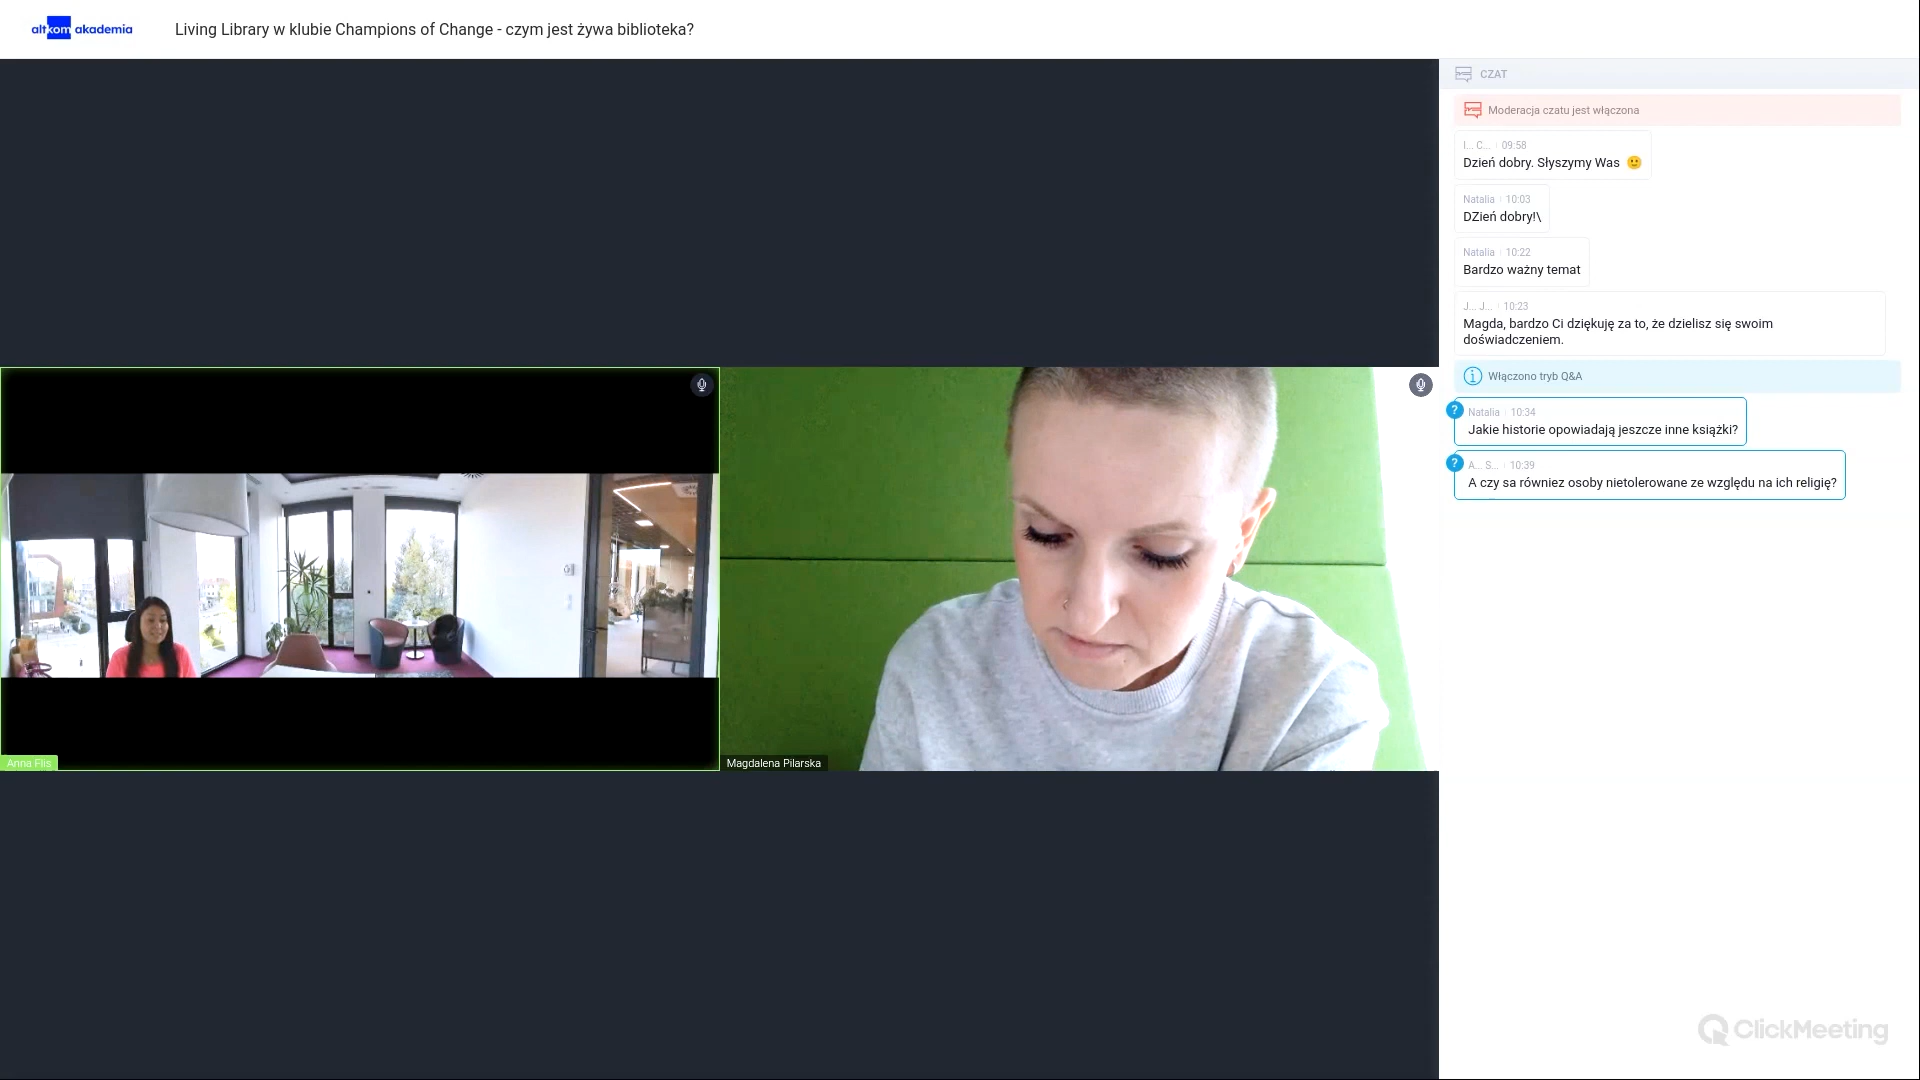 altkom akademia
Living Library w klubie Champions of Change - czym jest żywa biblioteka?
CZAT
Moderacja czatu jest włączona
I... C... 09:58
Dzień dobry. Słyszymy Was 🙂
Natalia 10:03
DZień dobry!\
Natalia 10:22
Bardzo ważny temat
J... J... 10:23
Magda, bardzo Ci dziękuję za to, że dzielisz się swoim
doświadczeniem.
Włączono tryb Q&A
? Natalia 10:34
Jakie historie opowiadają jeszcze inne książki?
? A... S... 10:39
A czy sa równiez osoby nietolerowane ze względu na ich religię?
Anna Flis
Magdalena Pilarska
ClickMeeting